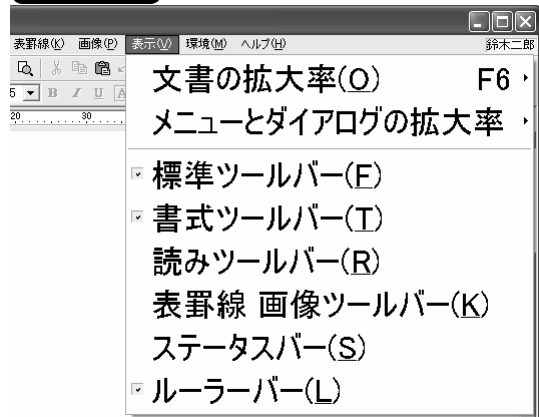 表罫線(K) 画像(P) 表示(V) 環境(M) ヘルプ(H) 鈴木二郎
5 B I U A
20 30
文書の拡大率(O) F6
メニューとダイアログの拡大率
標準ツールバー(F)
書式ツールバー(T)
読みツールバー(R)
表罫線 画像ツールバー(K)
ステータスバー(S)
ルーラーバー(L)